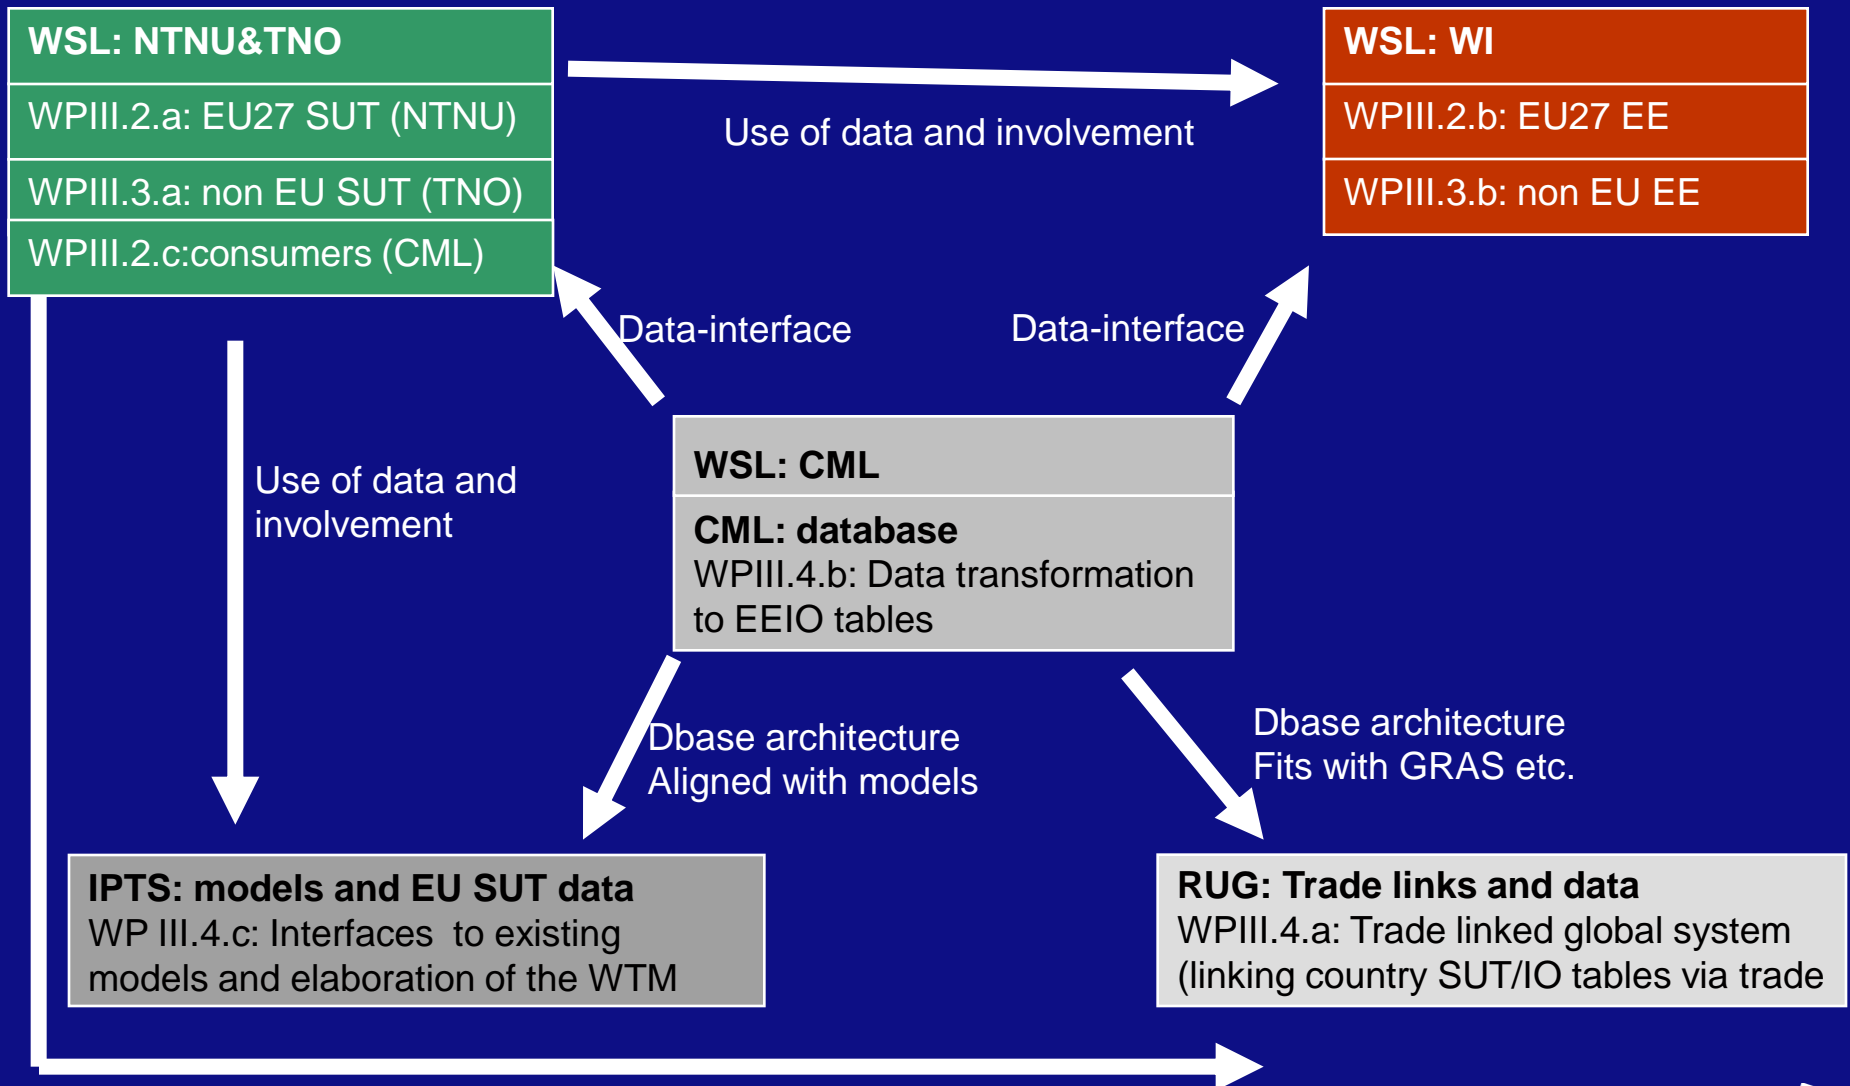 WSL: NTNU&TNO
WPIII.2.a: EU27 SUT (NTNU)
WPIII.3.a: non EU SUT (TNO)
WPIII.2.c:consumers (CML)
Use of data and involvement
WSL: WI
WPIII.2.b: EU27 EE
WPIII.3.b: non EU EE
Data-interface
Data-interface
Use of data and
involvement
WSL: CML
CML: database
WPIII.4.b: Data transformation
to EEIO tables
Dbase architecture
Aligned with models
Dbase architecture
Fits with GRAS etc.
IPTS: models and EU SUT data
WP III.4.c: Interfaces  to existing
models and elaboration of the WTM
RUG: Trade links and data
WPIII.4.a: Trade linked global system
(linking country SUT/IO tables via trade